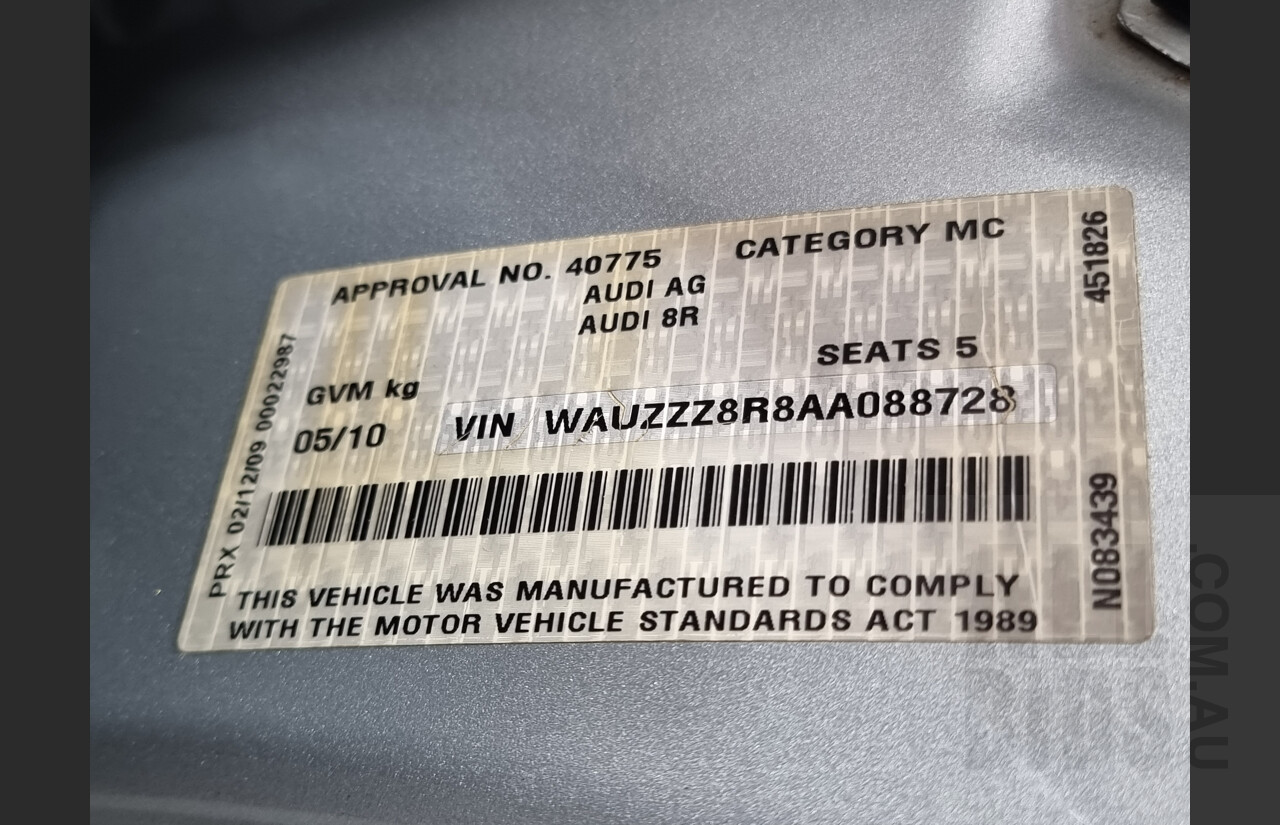 APPROVAL NO. 40775
CATEGORY MC
AUDI AG
AUDI 8R
SEATS 5
GVM kg
05/10
VIN WAUZZZ8R8AA088728
THIS VEHICLE WAS MANUFACTURED TO COMPLY
WITH THE MOTOR VEHICLE STANDARDS ACT 1989
PRX 02/12/09 00022987
451826
N083439
.COM.AU